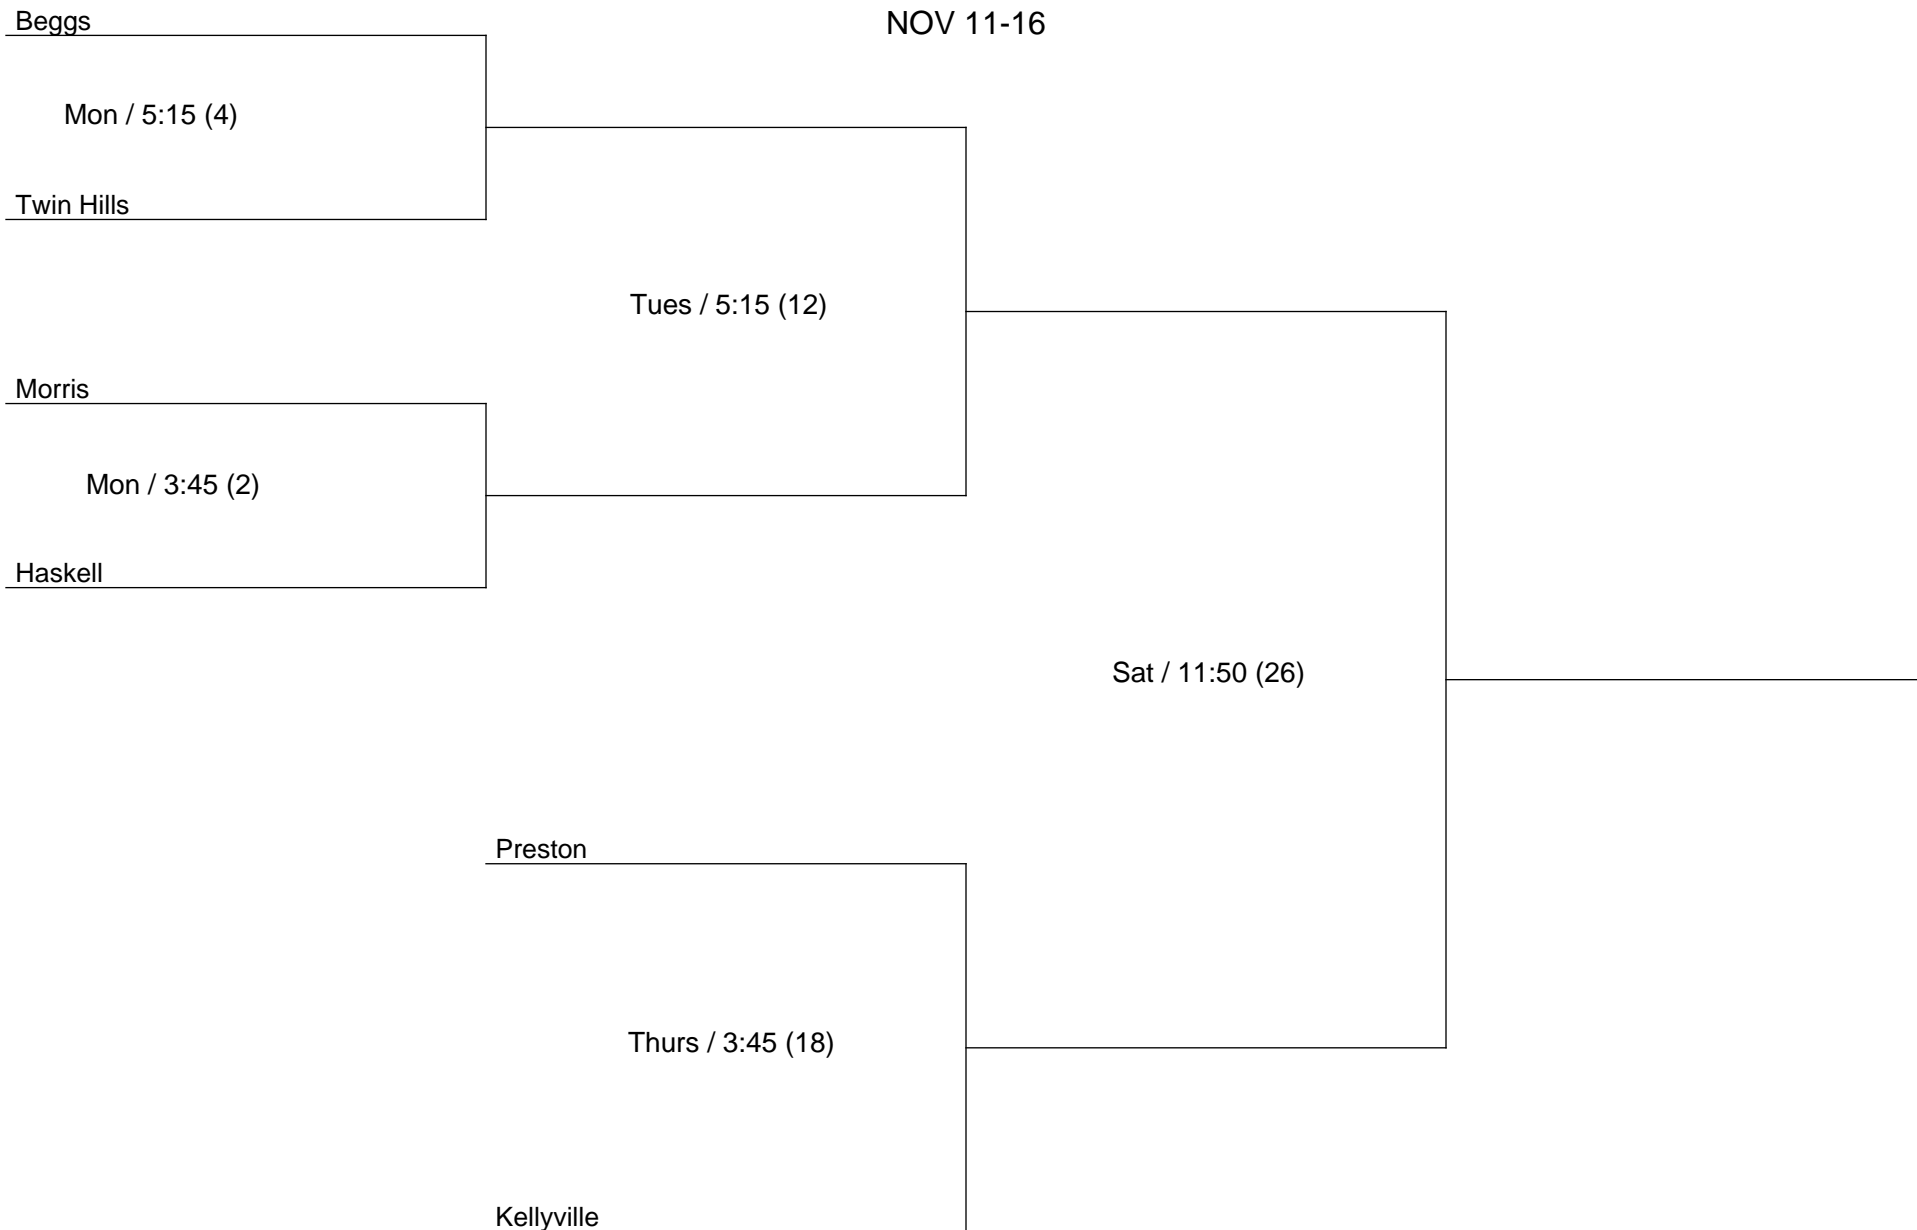 Beggs
NOV 11-16
Mon / 5:15 (4)
Twin Hills
Tues / 5:15 (12)
Morris
Mon / 3:45 (2)
Haskell
Sat / 11:50 (26)
Preston
Thurs / 3:45 (18)
Kellyville